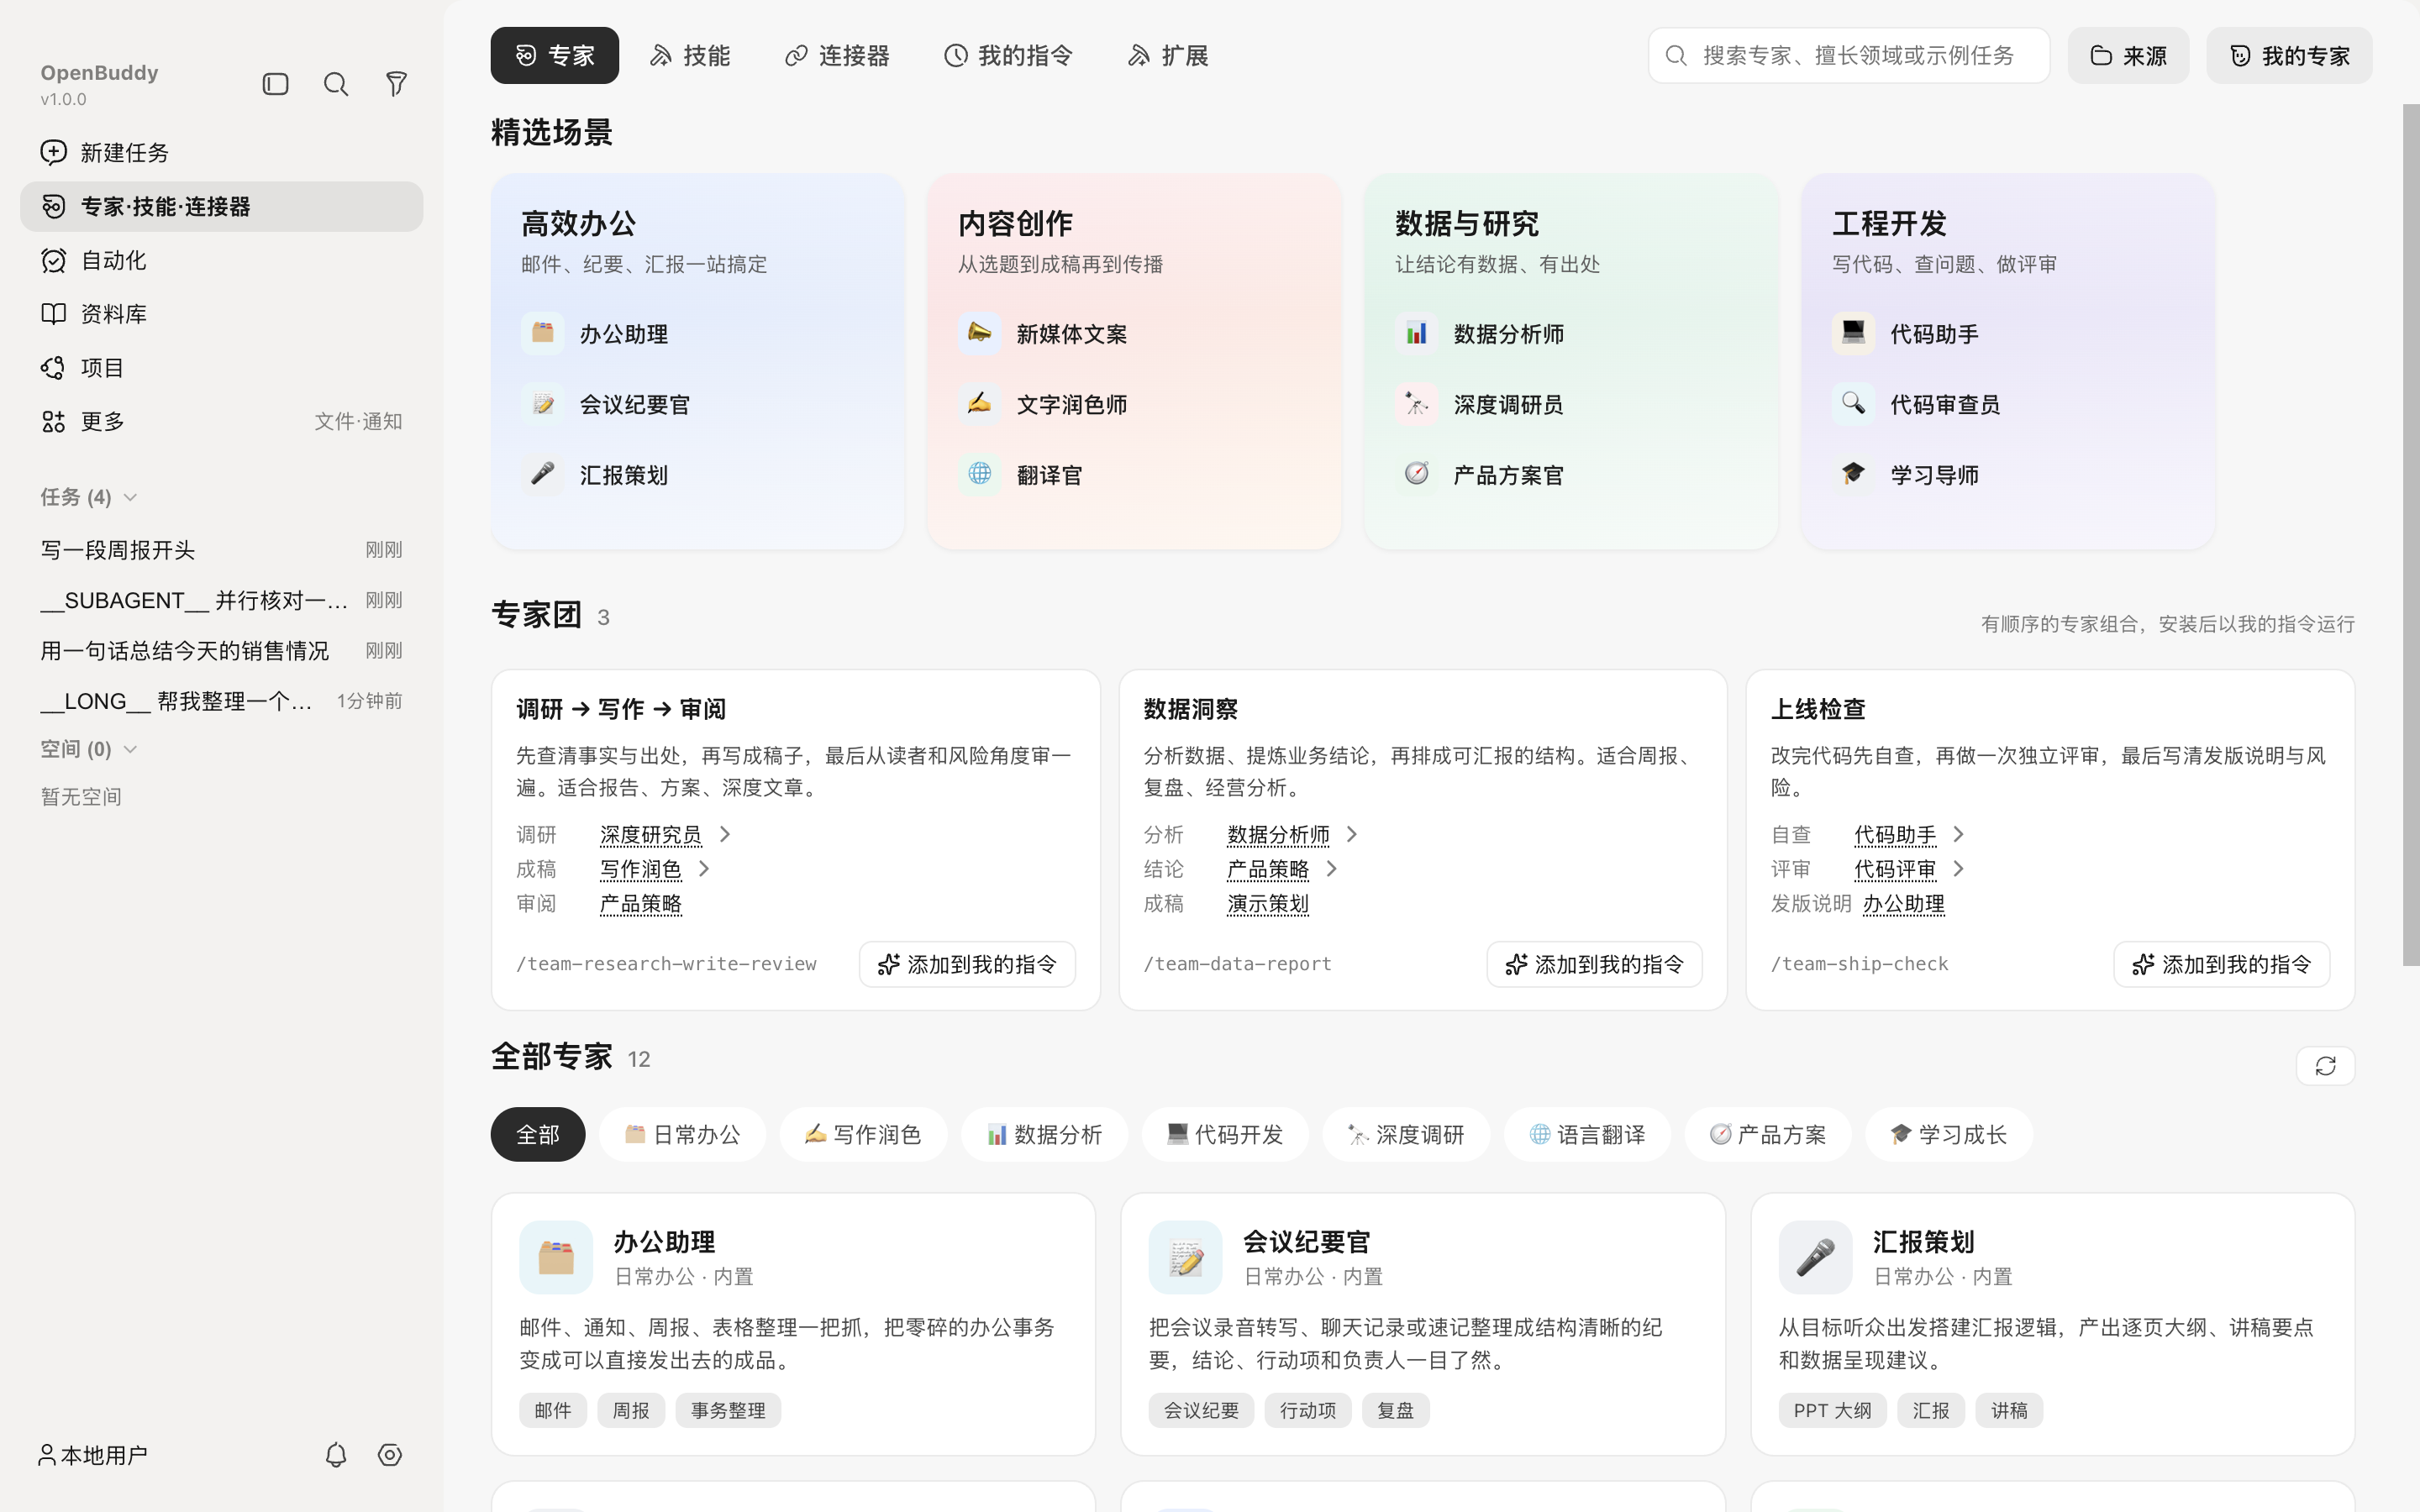 OpenBuddy
v1.0.0
新建任务
专家·技能·连接器
自动化
资料库
项目
更多 文件·通知
任务 (4)
写一段周报开头 刚刚
__SUBAGENT__ 并行核对一… 刚刚
用一句话总结今天的销售情况 刚刚
__LONG__ 帮我整理一个… 1分钟前
空间 (0)
暂无空间
本地用户
专家 技能 连接器 我的指令 扩展
搜索专家、擅长领域或示例任务 来源 我的专家
精选场景
高效办公
邮件、纪要、汇报一站搞定
办公助理
会议纪要官
汇报策划
内容创作
从选题到成稿再到传播
新媒体文案
文字润色师
翻译官
数据与研究
让结论有数据、有出处
数据分析师
深度调研员
产品方案官
工程开发
写代码、查问题、做评审
代码助手
代码审查员
学习导师
专家团 3
有顺序的专家组合，安装后以我的指令运行
调研 → 写作 → 审阅
先查清事实与出处，再写成稿子，最后从读者和风险角度审一
遍。适合报告、方案、深度文章。
调研 深度研究员
成稿 写作润色
审阅 产品策略
/team-research-write-review 添加到我的指令
数据洞察
分析数据、提炼业务结论，再排成可汇报的结构。适合周报、
复盘、经营分析。
分析 数据分析师
结论 产品策略
成稿 演示策划
/team-data-report 添加到我的指令
上线检查
改完代码先自查，再做一次独立评审，最后写清发版说明与风
险。
自查 代码助手
评审 代码评审
发版说明 办公助理
/team-ship-check 添加到我的指令
全部专家 12
全部 日常办公 写作润色 数据分析 代码开发 深度调研 语言翻译 产品方案 学习成长
办公助理
日常办公 · 内置
邮件、通知、周报、表格整理一把抓，把零碎的办公事务
变成可以直接发出去的成品。
邮件 周报 事务整理
会议纪要官
日常办公 · 内置
把会议录音转写、聊天记录或速记整理成结构清晰的纪
要，结论、行动项和负责人一目了然。
会议纪要 行动项 复盘
汇报策划
日常办公 · 内置
从目标听众出发搭建汇报逻辑，产出逐页大纲、讲稿要点
和数据呈现建议。
PPT 大纲 汇报 讲稿